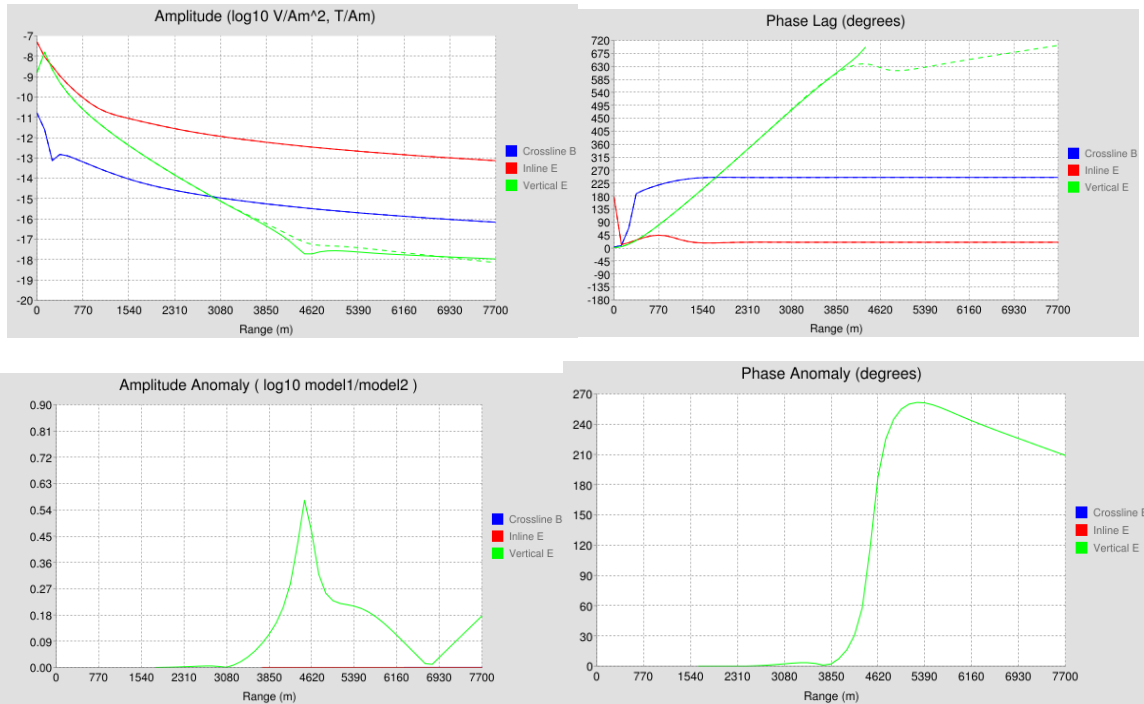 Amplitude (log10 V/Am^2, T/Am)
-7
-8
-9
-10
-11
-12
-13
-14
-15
-16
-17
-18
-19
-20
0 770 1540 2310 3080 3850 4620 5390 6160 6930 7700
Range (m)
Crossline B
Inline E
Vertical E
Phase Lag (degrees)
720
675
630
585
540
495
450
405
360
315
270
225
180
135
90
45
0
-45
-90
-135
-180
0 770 1540 2310 3080 3850 4620 5390 6160 6930 7700
Range (m)
Crossline B
Inline E
Vertical E
Amplitude Anomaly ( log10 model1/model2 )
0.90
0.81
0.72
0.63
0.54
0.45
0.36
0.27
0.18
0.09
0.00
0 770 1540 2310 3080 3850 4620 5390 6160 6930 7700
Range (m)
Crossline B
Inline E
Vertical E
Phase Anomaly (degrees)
270
240
210
180
150
120
90
60
30
0
0 770 1540 2310 3080 3850 4620 5390 6160 6930 7700
Range (m)
Crossline
Inline E
Vertical E